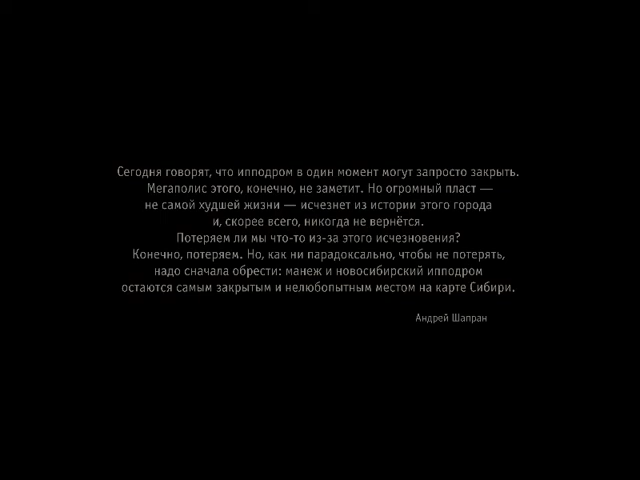 Сегодня говорят, что ипподром в один момент могут запросто закрыть.
Мегаполис этого, конечно, не заметит. Но огромный пласт —
не самой худшей жизни — исчезнет из истории этого города
и, скорее всего, никогда не вернётся.
Потеряем ли мы что-то из-за этого исчезновения?
Конечно, потеряем. Но, как ни парадоксально, чтобы не потерять,
надо сначала обрести: манеж и новосибирский ипподром
остаются самым закрытым и нелюбопытным местом на карте Сибири.
Андрей Шапран